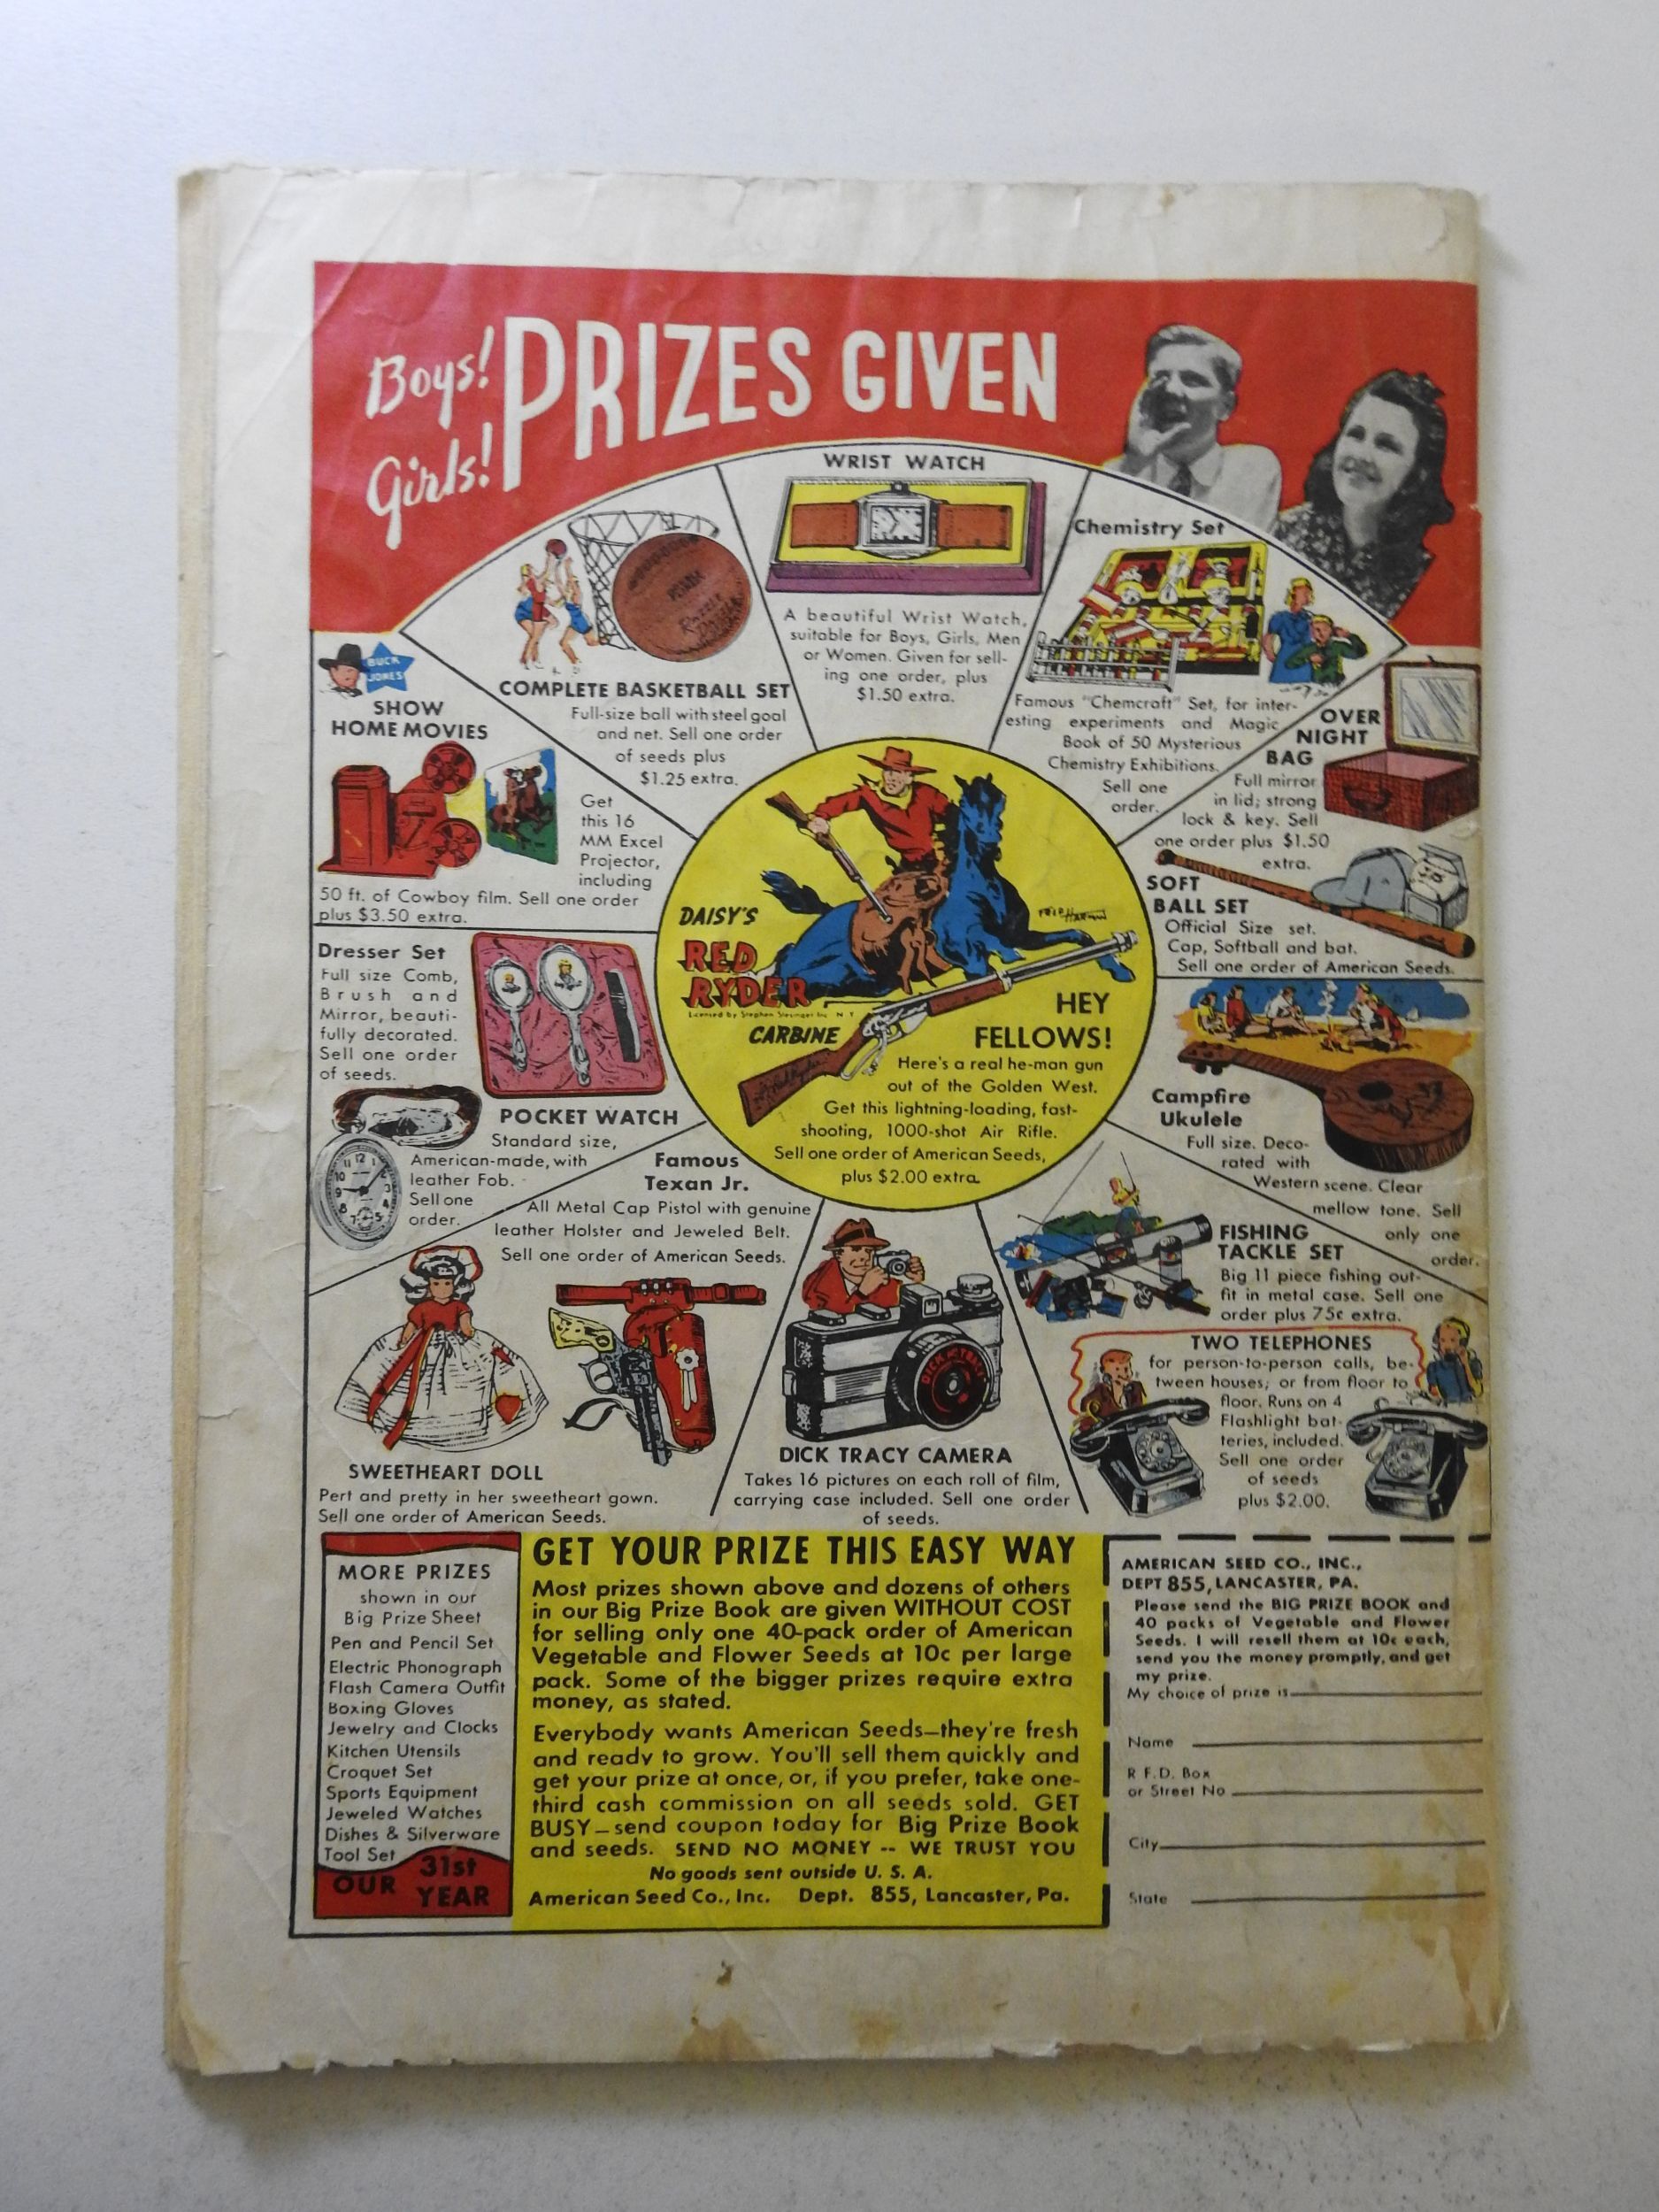 Boys!
Girls!
PRIZES GIVEN
WRIST WATCH
A beautiful Wrist Watch,
suitable for Boys, Girls, Men
or Women. Given for sell-
ing one order, plus
$1.50 extra.
Chemistry Set
Famous "Chemcraft" Set, for inter-
esting experiments and Magic
Book of 50 Mysterious
Chemistry Exhibitions.
Sell one
order.
COMPLETE BASKETBALL SET
Full-size ball with steel goal
and net. Sell one order
of seeds plus
$1.25 extra.
BUCK
JONES
SHOW
HOME MOVIES
Get
this 16
MM Excel
Projector,
including
50 ft. of Cowboy film. Sell one order
plus $3.50 extra.
OVER
NIGHT
BAG
Full mirror
in lid; strong
lock & key. Sell
one order plus $1.50
extra.
SOFT
BALL SET
Official Size set.
Cap, Softball and bat.
Sell one order of American Seeds.
Dresser Set
Full size Comb,
Brush and
Mirror, beauti-
fully decorated.
Sell one order
of seeds.
DAISY'S
RED
RYDER
Licensed by Stephen Slesinger Inc N. Y.
CARBINE
HEY
FELLOWS!
Here's a real he-man gun
out of the Golden West.
Get this lightning-loading, fast-
shooting, 1000-shot Air Rifle.
Sell one order of American Seeds,
plus $2.00 extra.
Campfire
Ukulele
Full size. Deco-
rated with
Western scene. Clear
mellow tone. Sell
only one
order.
POCKET WATCH
Standard size,
American-made, with
leather Fob.
Sell one
order.
Famous
Texan Jr.
All Metal Cap Pistol with genuine
leather Holster and Jeweled Belt.
Sell one order of American Seeds.
FISHING
TACKLE SET
Big 11 piece fishing out-
fit in metal case. Sell one
order plus 75c extra.
TWO TELEPHONES
for person-to-person calls, be-
tween houses; or from floor to
floor. Runs on 4
Flashlight bat-
teries, included.
Sell one order
of seeds
plus $2.00.
SWEETHEART DOLL
Pert and pretty in her sweetheart gown.
Sell one order of American Seeds.
DICK TRACY
DICK TRACY CAMERA
Takes 16 pictures on each roll of film,
carrying case included. Sell one order
of seeds.
MORE PRIZES
shown in our
Big Prize Sheet
Pen and Pencil Set
Electric Phonograph
Flash Camera Outfit
Boxing Gloves
Jewelry and Clocks
Kitchen Utensils
Croquet Set
Sports Equipment
Jeweled Watches
Dishes & Silverware
Tool Set
OUR 31st
YEAR
GET YOUR PRIZE THIS EASY WAY
Most prizes shown above and dozens of others
in our Big Prize Book are given WITHOUT COST
for selling only one 40-pack order of American
Vegetable and Flower Seeds at 10c per large
pack. Some of the bigger prizes require extra
money, as stated.
Everybody wants American Seeds—they're fresh
and ready to grow. You'll sell them quickly and
get your prize at once, or, if you prefer, take one-
third cash commission on all seeds sold. GET
BUSY—send coupon today for Big Prize Book
and seeds. SEND NO MONEY -- WE TRUST YOU
No goods sent outside U. S. A.
American Seed Co., Inc. Dept. 855, Lancaster, Pa.
AMERICAN SEED CO., INC.,
DEPT 855, LANCASTER, PA.
Please send the BIG PRIZE BOOK and
40 packs of Vegetable and Flower
Seeds. I will resell them at 10c each,
send you the money promptly, and get
my prize.
My choice of prize is
Name
R F.D. Box
or Street No
City
State